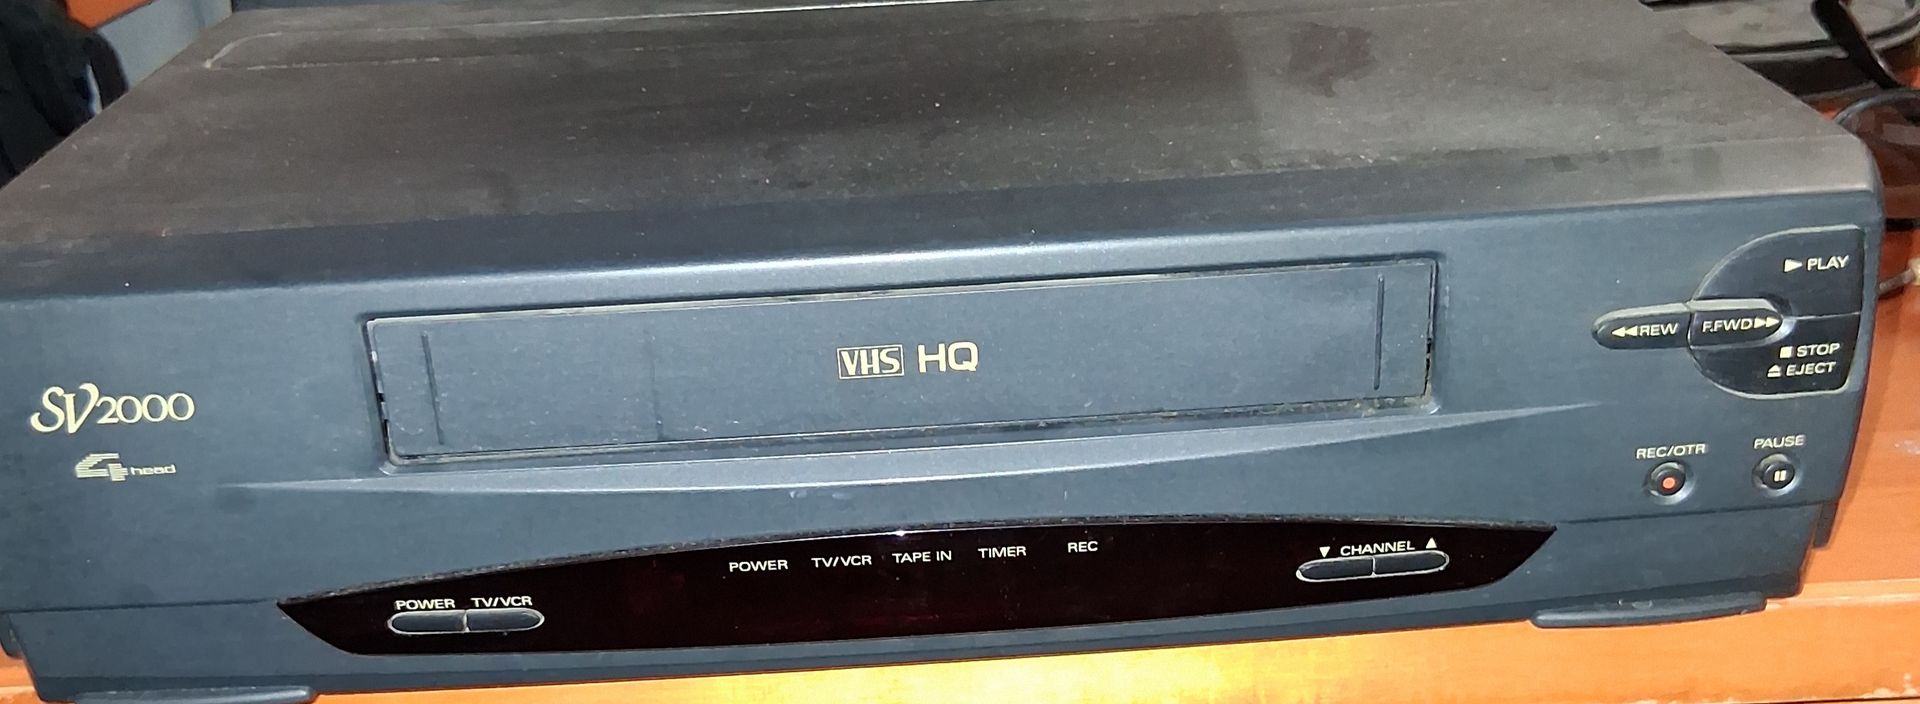 SV2000
4 head
VHS HQ
▶ PLAY
◀◀ REW
F.FWD ▶▶
■ STOP
⏏ EJECT
REC/OTR
PAUSE
POWER TV/VCR TAPE IN TIMER REC
▼ CHANNEL ▲
POWER TV/VCR